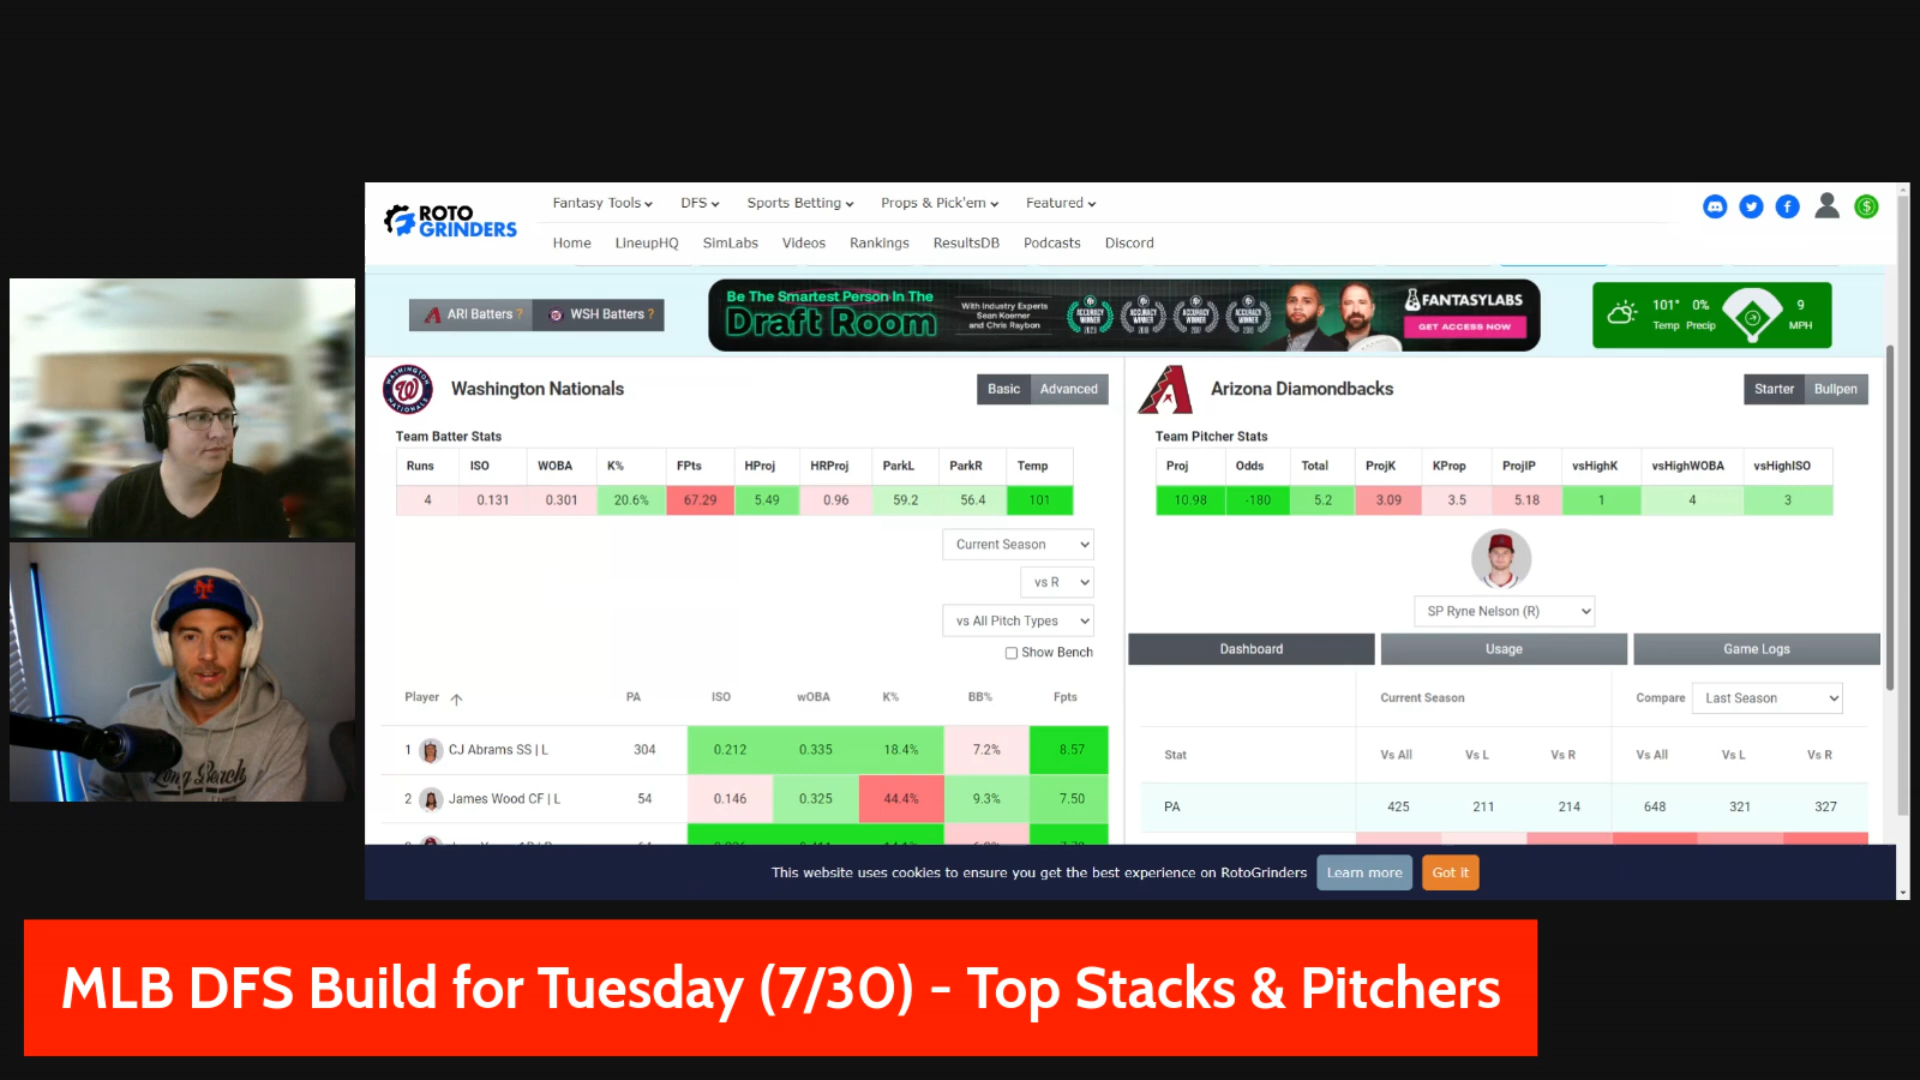 ROTO
GRINDERS
Fantasy Tools DFS Sports Betting Props & Pick'em Featured
Home LineupHQ SimLabs Videos Rankings ResultsDB Podcasts Discord
ARI Batters ? WSH Batters ?
Be The Smartest Person In The
Draft Room
With Industry Experts
Sean Koerner
and Chris Raybon
FANTASYLABS
GET ACCESS NOW
101° 0% 9
Temp Precip MPH
Washington Nationals Basic Advanced
Team Batter Stats
Runs ISO WOBA K% FPts HProj HRProj ParkL ParkR Temp
4 0.131 0.301 20.6% 67.29 5.49 0.96 59.2 56.4 101
Current Season
vs R
vs All Pitch Types
Show Bench
Player PA ISO wOBA K% BB% Fpts
1 CJ Abrams SS | L 304 0.212 0.335 18.4% 7.2% 8.57
2 James Wood CF | L 54 0.146 0.325 44.4% 9.3% 7.50
Arizona Diamondbacks Starter Bullpen
Team Pitcher Stats
Proj Odds Total ProjK KProp ProjIP vsHighK vsHighWOBA vsHighISO
10.98 -180 5.2 3.09 3.5 5.18 1 4 3
SP Ryne Nelson (R)
Dashboard Usage Game Logs
Current Season Compare Last Season
Stat Vs All Vs L Vs R Vs All Vs L Vs R
PA 425 211 214 648 321 327
This website uses cookies to ensure you get the best experience on RotoGrinders Learn more Got it
Long Beach
MLB DFS Build for Tuesday (7/30) - Top Stacks & Pitchers